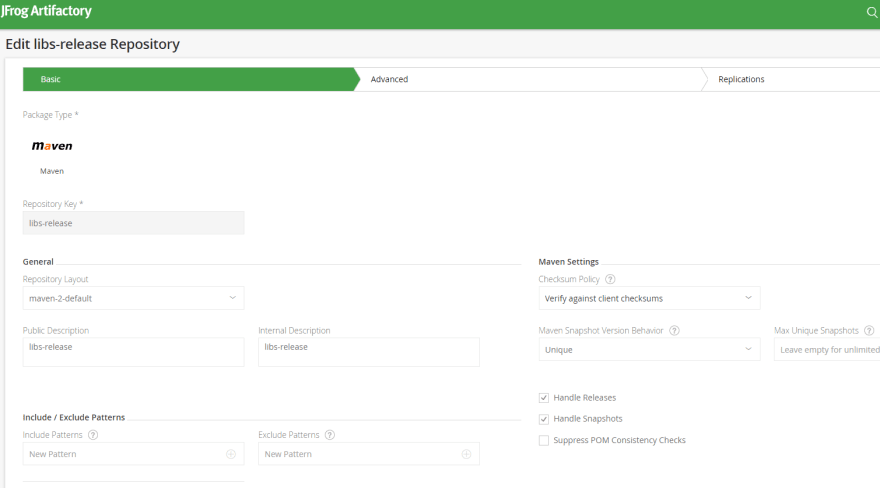 JFrog Artifactory
Edit libs-release Repository
Basic
Advanced
Replications
Package Type *
maven
Maven
Repository Key *
libs-release
General
Repository Layout
maven-2-default
Public Description
Internal Description
libs-release
libs-release
Include / Exclude Patterns
Include Patterns ?
Exclude Patterns ?
New Pattern
New Pattern
Maven Settings
Checksum Policy ?
Verify against client checksums
Maven Snapshot Version Behavior ?
Max Unique Snapshots ?
Unique
Leave empty for unlimited
Handle Releases
Handle Snapshots
Suppress POM Consistency Checks